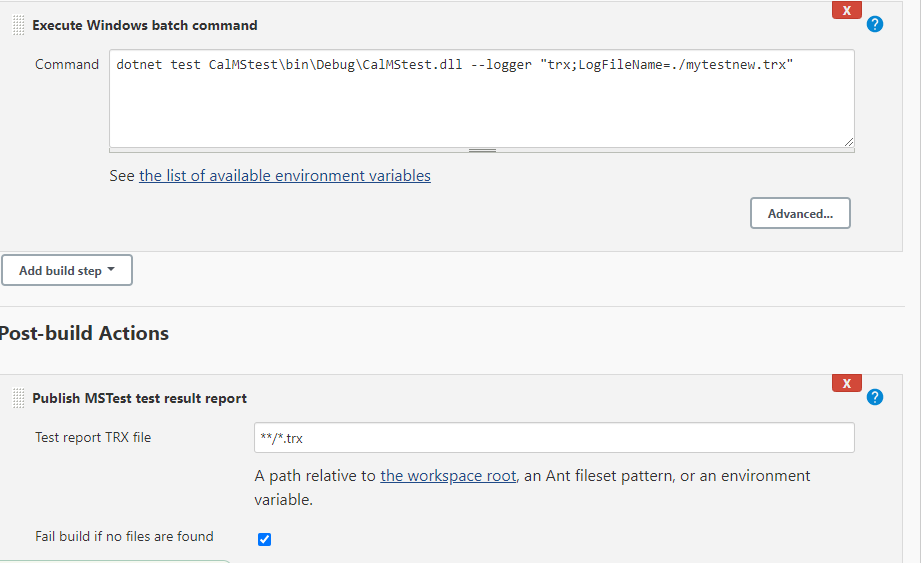 X
Execute Windows batch command
?
Command
dotnet test CalMStest\bin\Debug\CalMStest.dll --logger "trx;LogFileName=./mytestnew.trx"
See the list of available environment variables
Advanced...
Add build step
Post-build Actions
X
Publish MSTest test result report
?
Test report TRX file
**/*.trx
A path relative to the workspace root, an Ant fileset pattern, or an environment
variable.
Fail build if no files are found